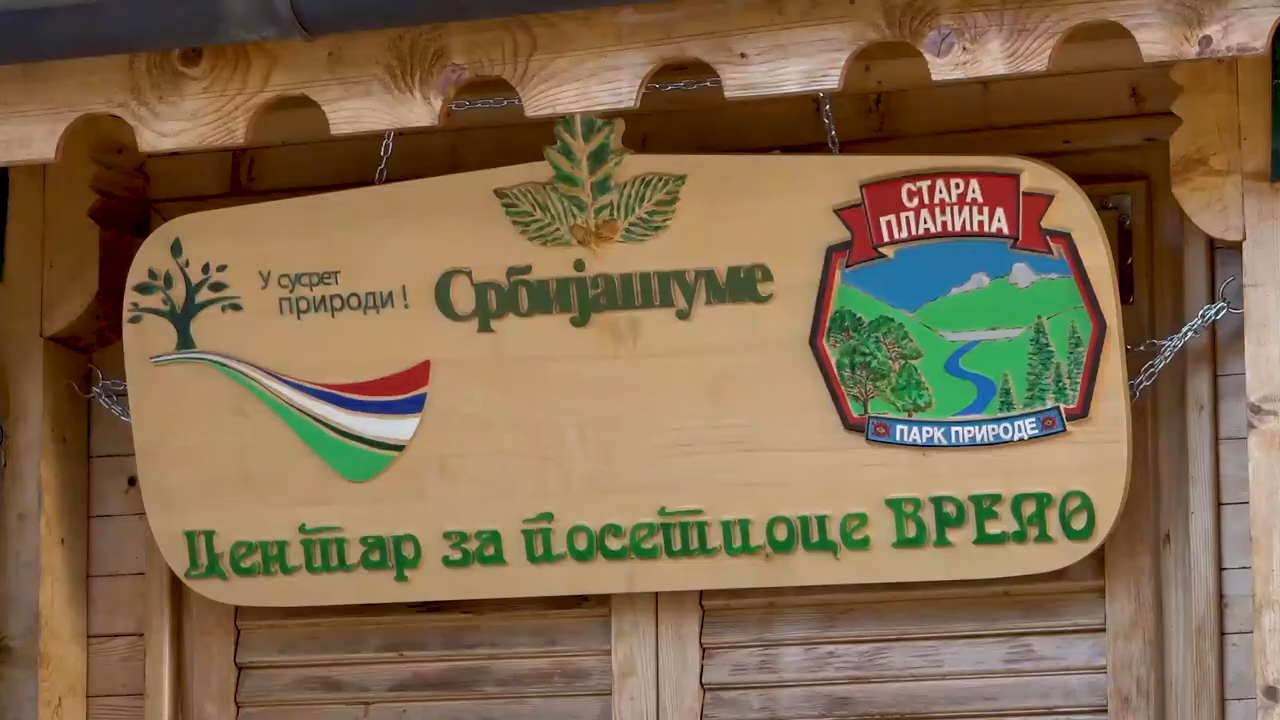 У сусрет
природи !
Србијашуме
СТАРА
ПЛАНИНА
ПАРК ПРИРОДЕ
Центар за посетиоце ВРЕЛО